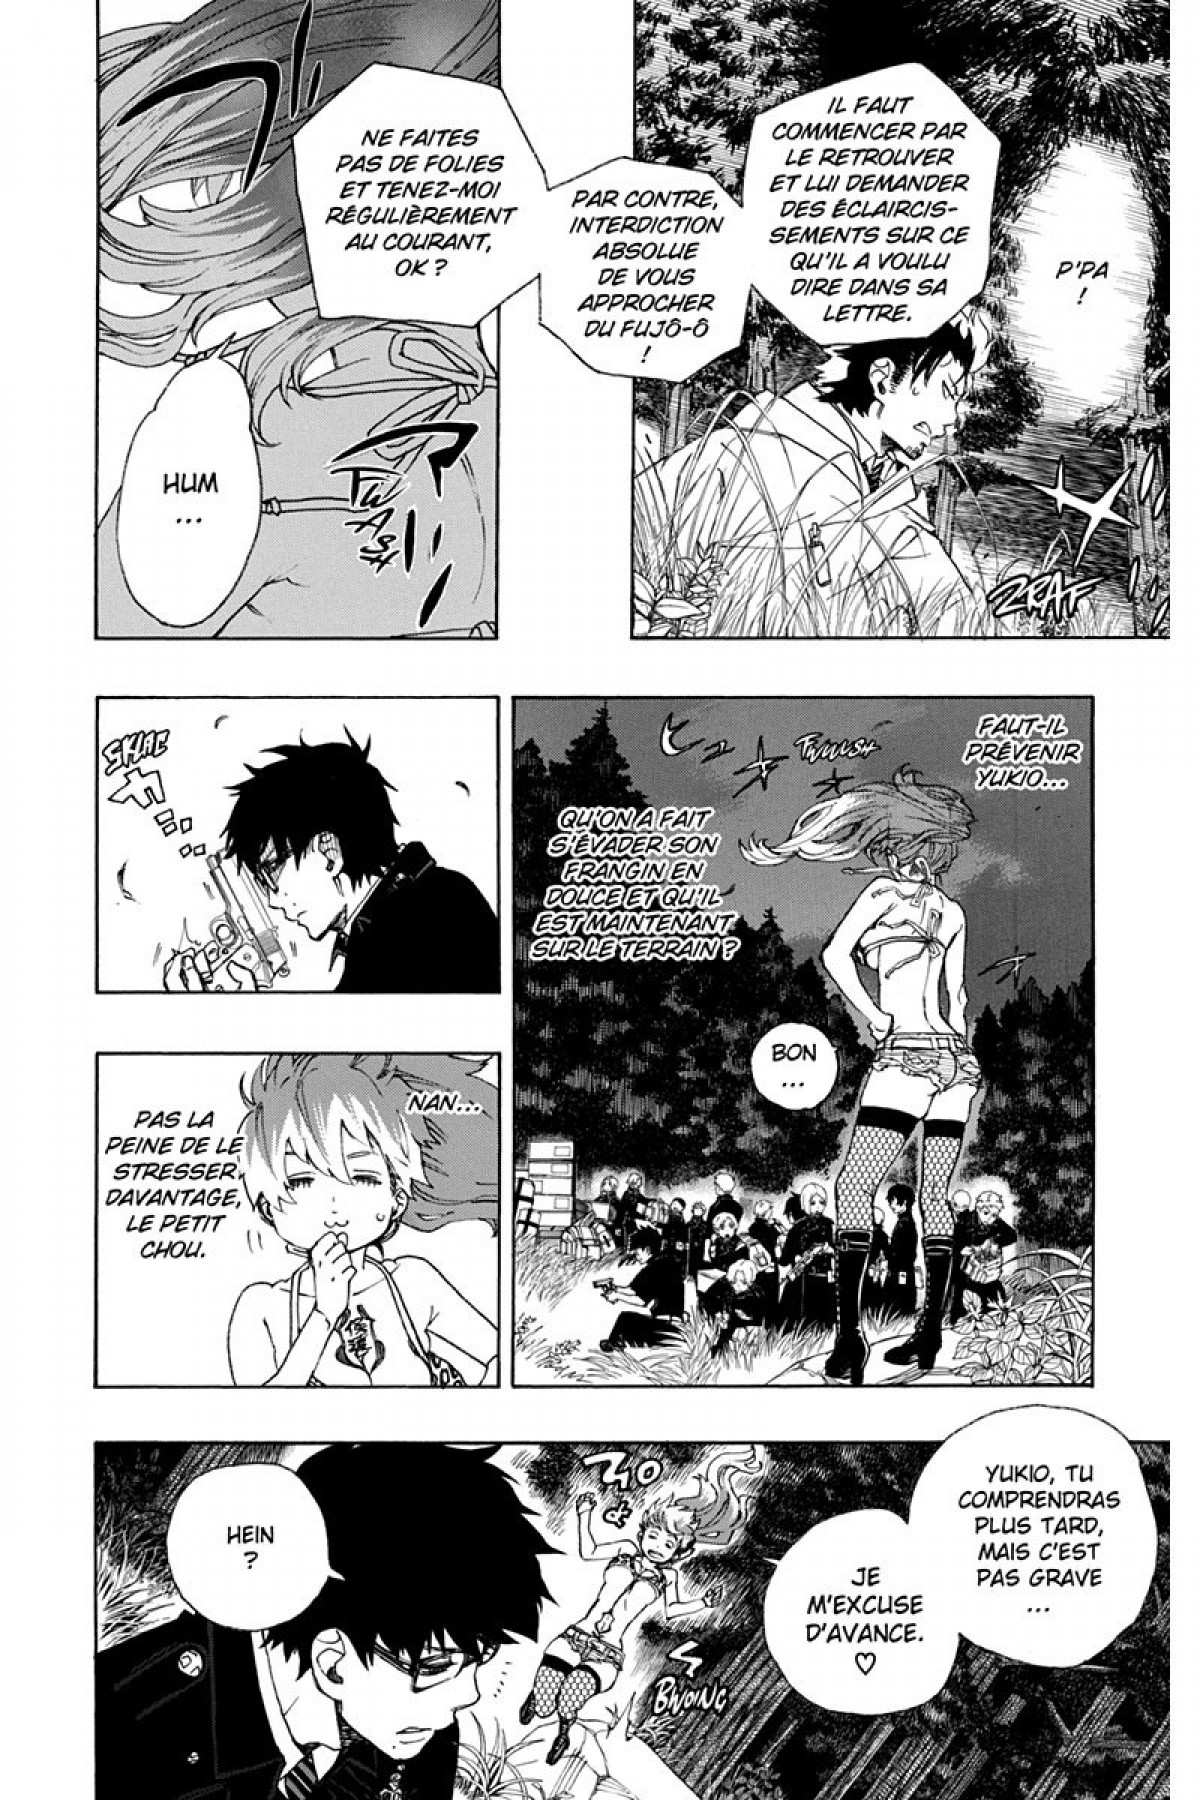 P'PA
!
IL FAUT
COMMENCER PAR
LE RETROUVER
ET LUI DEMANDER
DES ÉCLAIRCIS-
SEMENTS SUR CE
QU'IL A VOULU
DIRE DANS SA
LETTRE.
ZRAF
PAR CONTRE,
INTERDICTION
ABSOLUE
DE VOUS
APPROCHER
DU FUJÔ-Ô
!
NE FAITES
PAS DE FOLIES
ET TENEZ-MOI
RÉGULIÈREMENT
AU COURANT,
OK ?
HUM
...
FWASH
FAUT-IL
PRÉVENIR
YUKIO...
FWUUSH
QU'ON A FAIT
S'ÉVADER SON
FRANGIN EN
DOUCE ET QU'IL
EST MAINTENANT
SUR LE TERRAIN ?
BON
...
SKLAC
NAN...
PAS LA
PEINE DE LE
STRESSER
DAVANTAGE,
LE PETIT
CHOU.
YUKIO, TU
COMPRENDRAS
PLUS TARD,
MAIS C'EST
PAS GRAVE
...
JE
M'EXCUSE
D'AVANCE.
♡
BWOING
HEIN
?